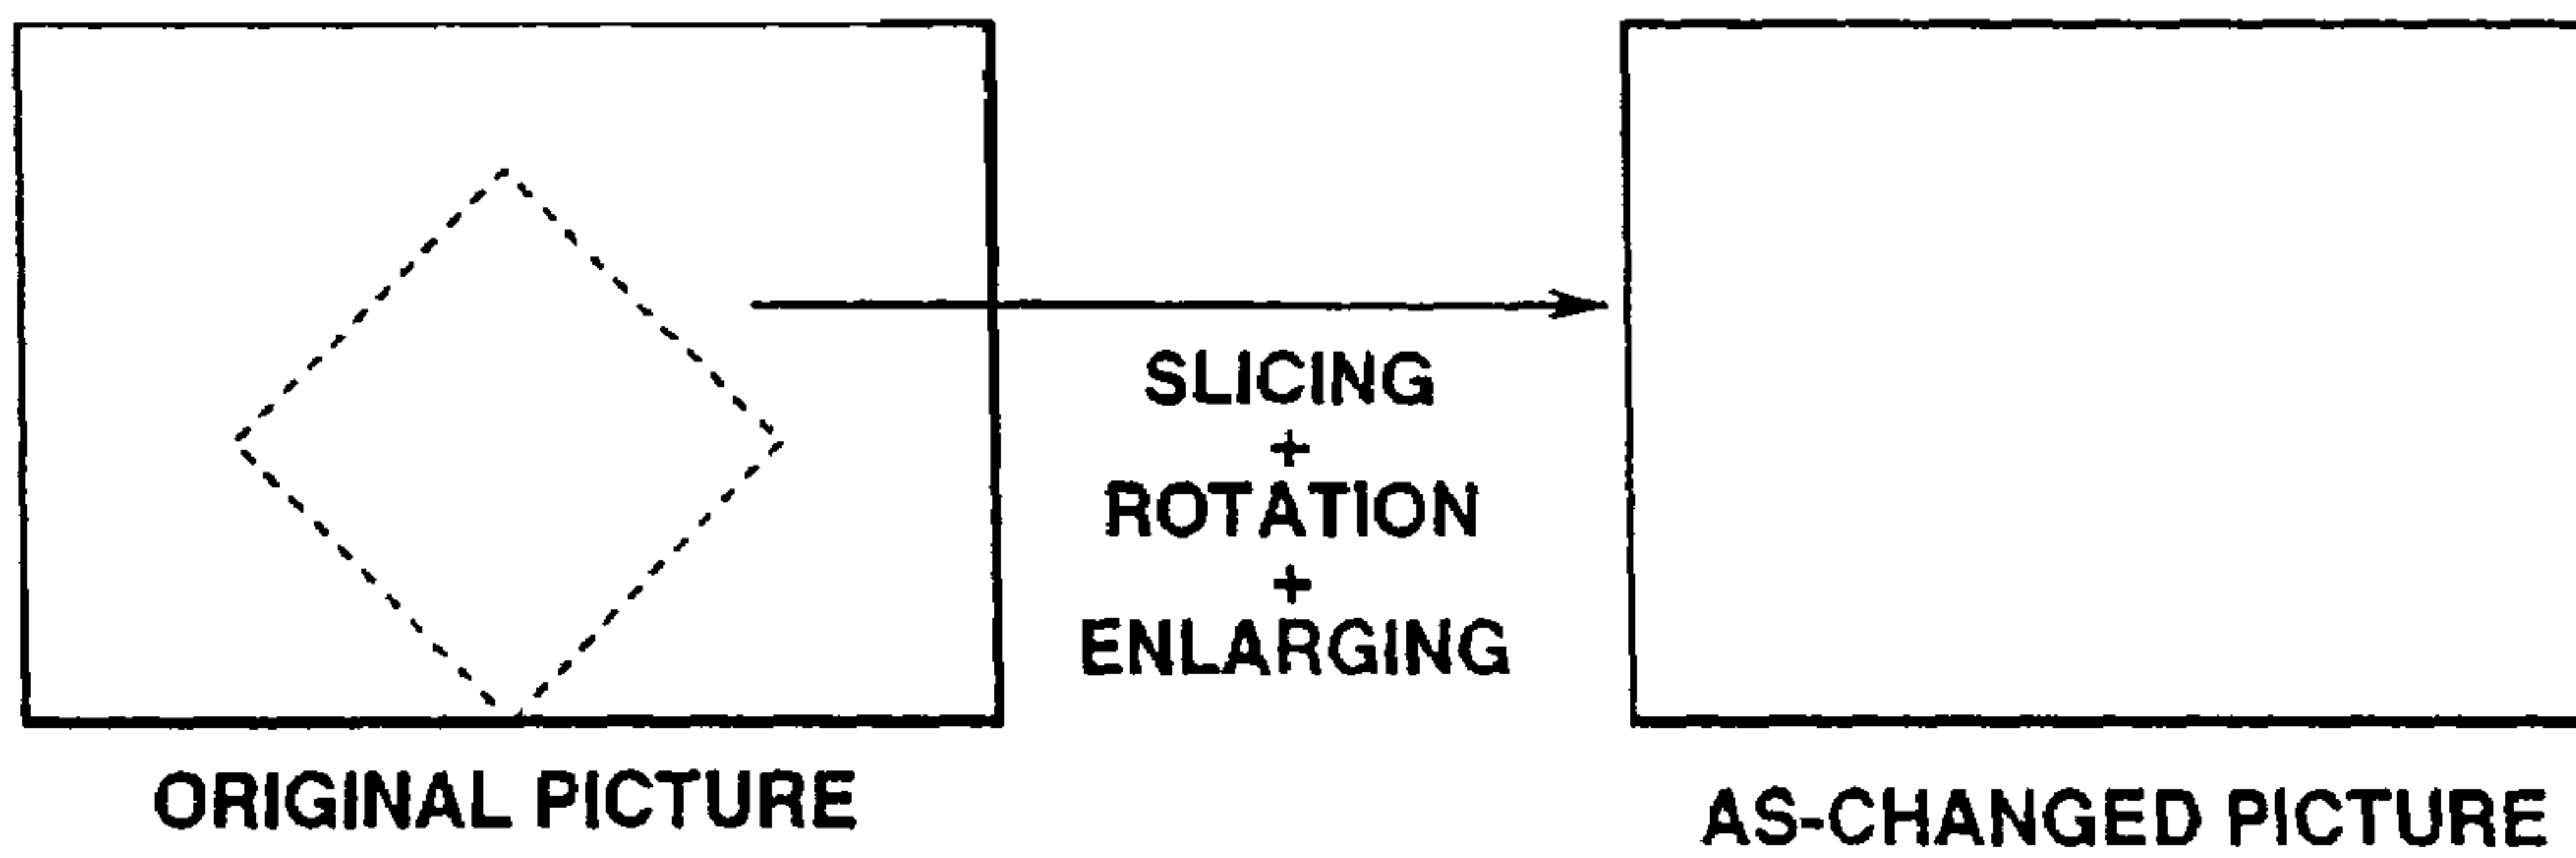 SLICING
+
ROTATION
+
ENLARGING
ORIGINAL PICTURE
AS-CHANGED PICTURE